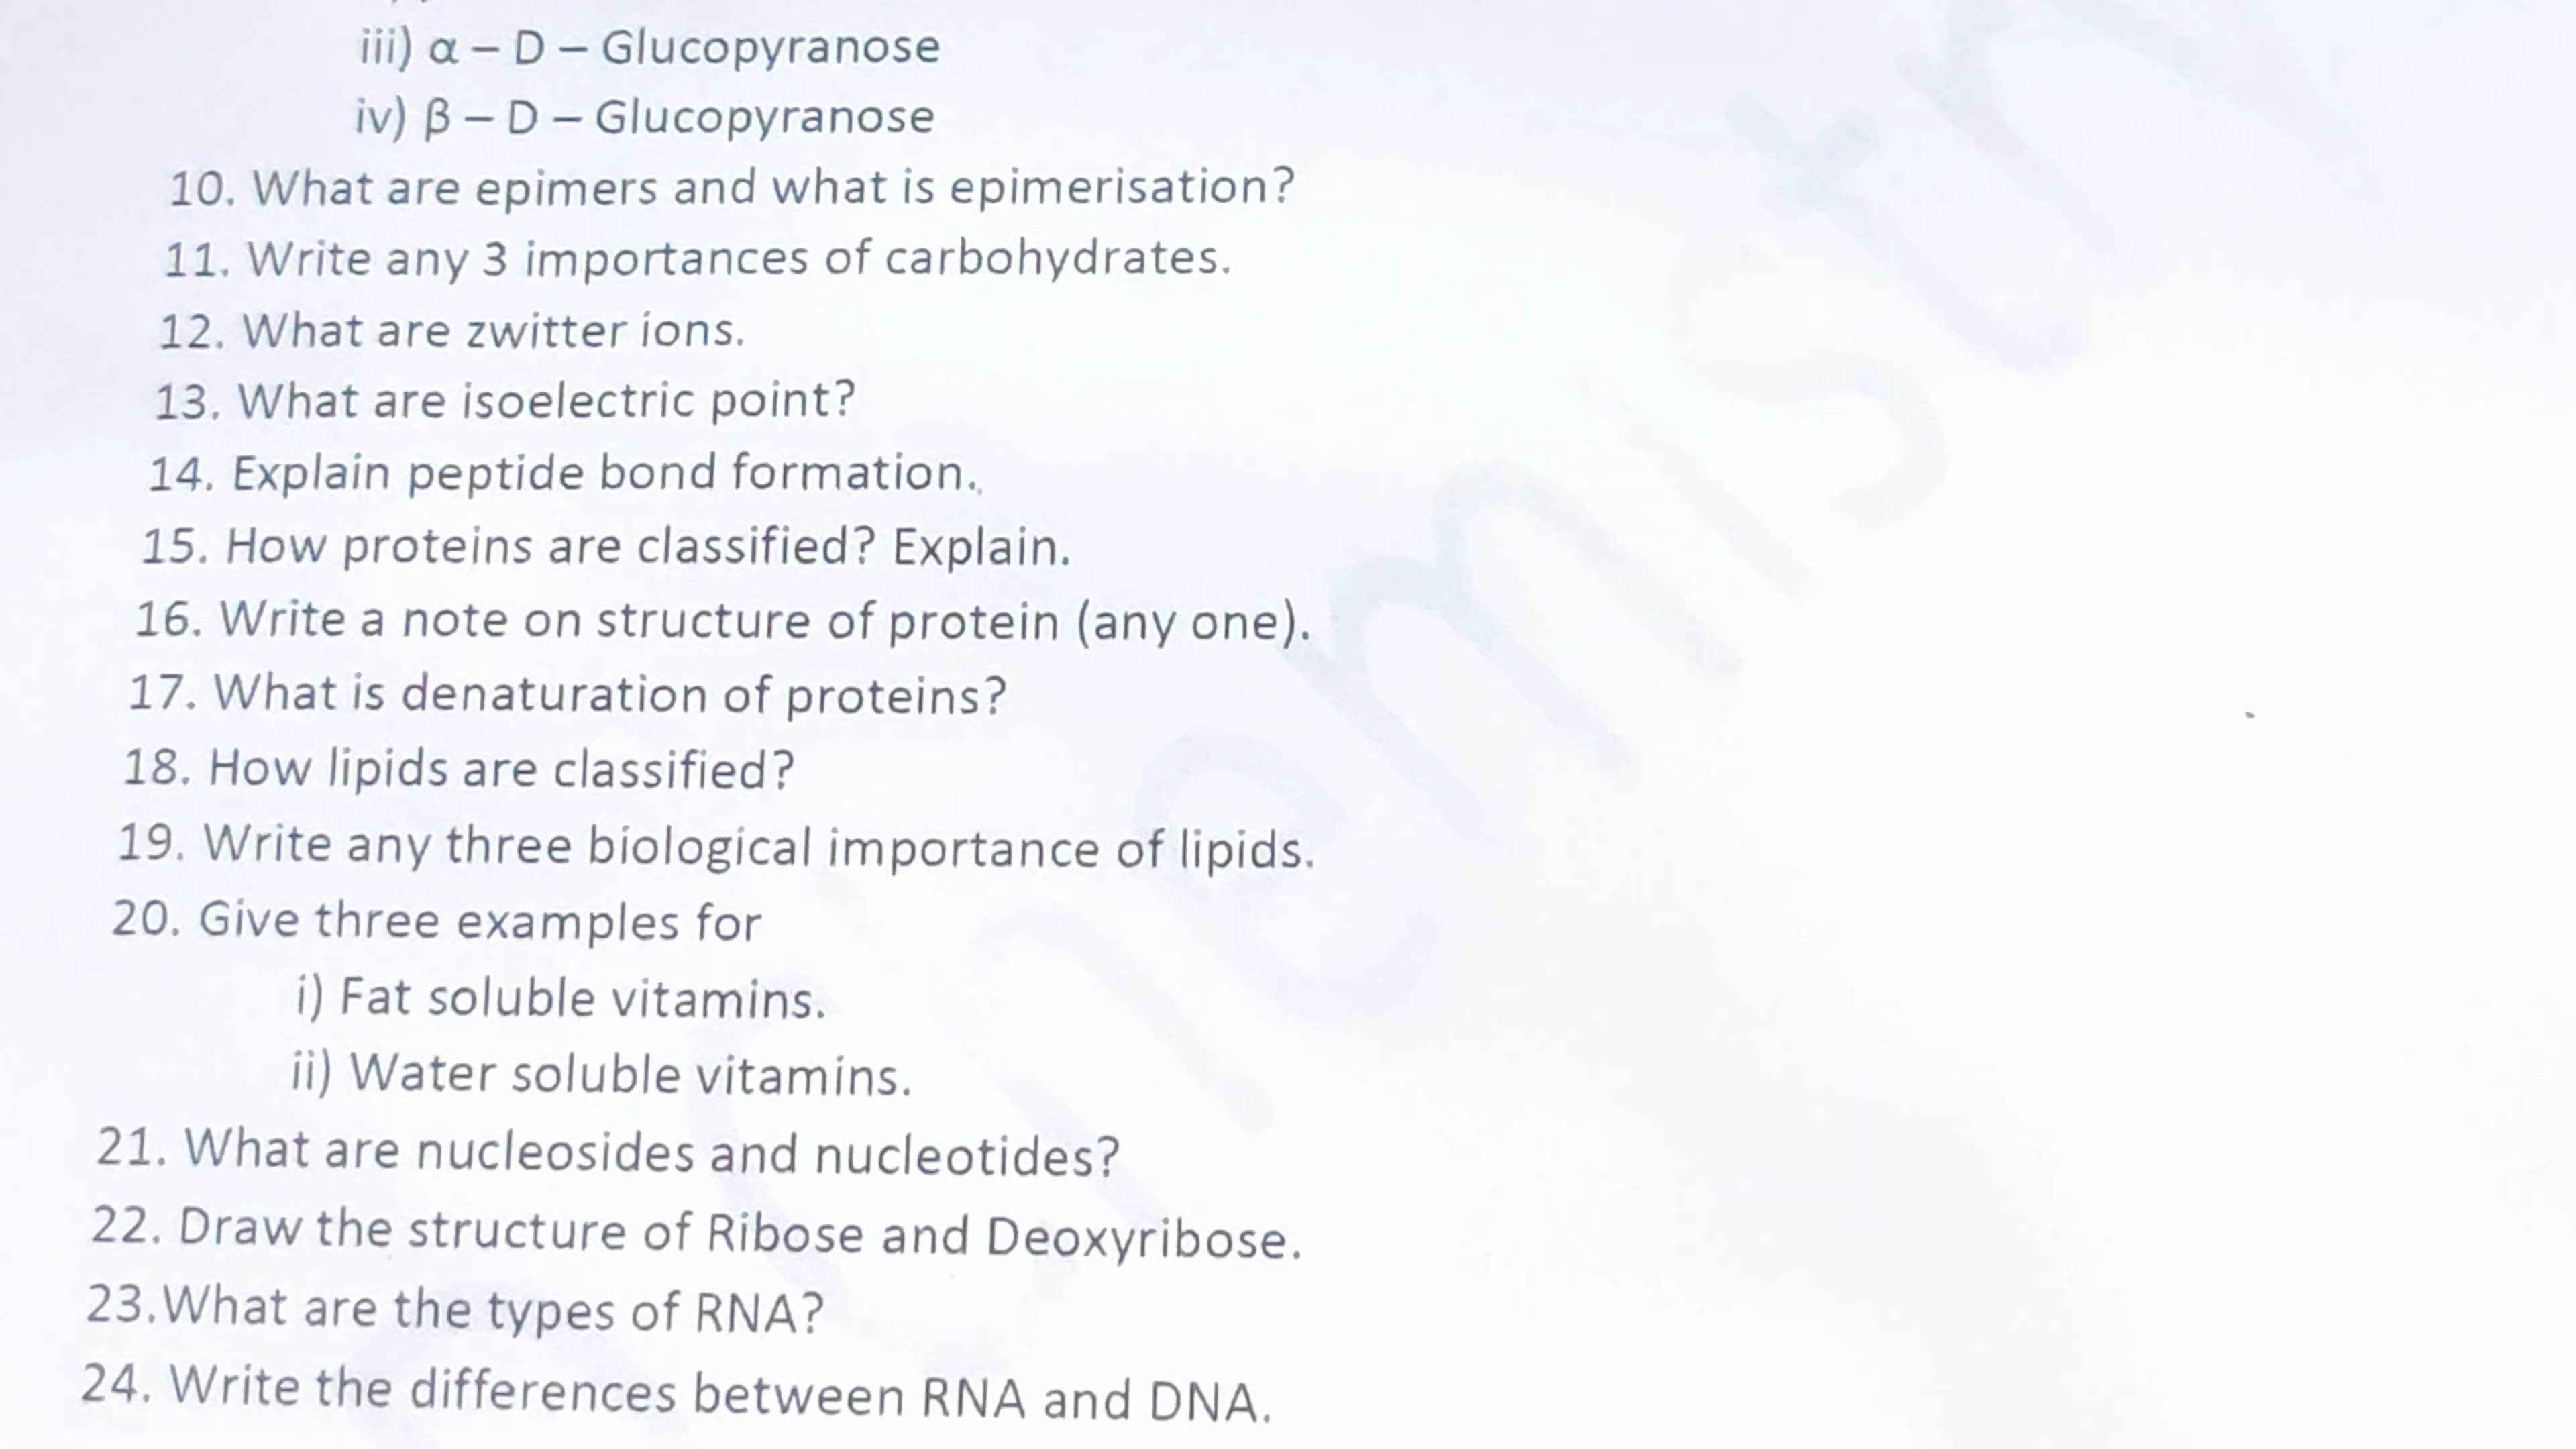 iii) α – D – Glucopyranose
iv) β – D – Glucopyranose
10. What are epimers and what is epimerisation?
11. Write any 3 importances of carbohydrates.
12. What are zwitter ions.
13. What are isoelectric point?
14. Explain peptide bond formation.
15. How proteins are classified? Explain.
16. Write a note on structure of protein (any one).
17. What is denaturation of proteins?
18. How lipids are classified?
19. Write any three biological importance of lipids.
20. Give three examples for
i) Fat soluble vitamins.
ii) Water soluble vitamins.
21. What are nucleosides and nucleotides?
22. Draw the structure of Ribose and Deoxyribose.
23.What are the types of RNA?
24. Write the differences between RNA and DNA.